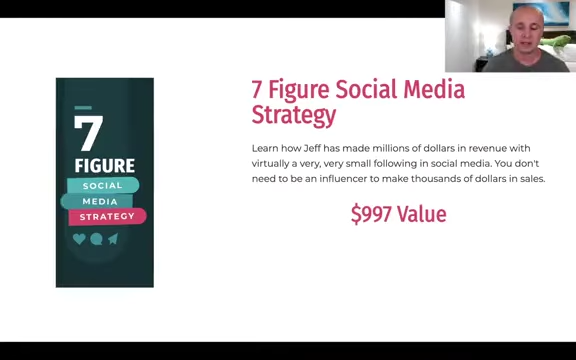 7
FIGURE
SOCIAL
MEDIA
STRATEGY
7 Figure Social Media
Strategy
Learn how Jeff has made millions of dollars in revenue with
virtually a very, very small following in social media. You don't
need to be an influencer to make thousands of dollars in sales.
$997 Value